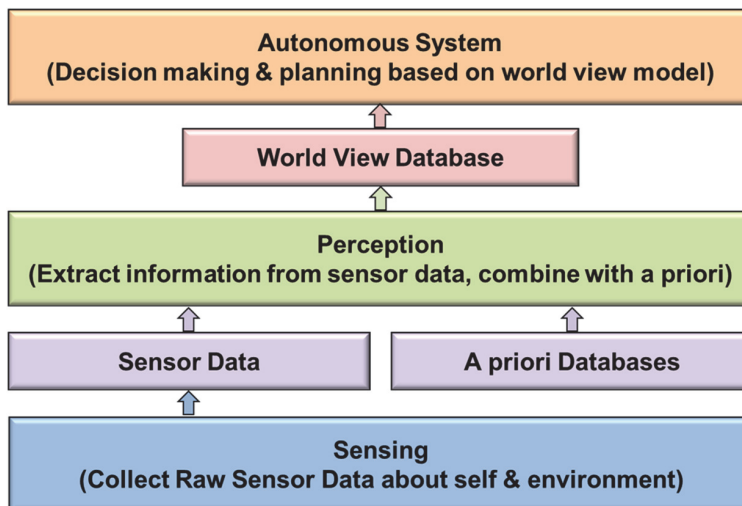 Autonomous System
(Decision making & planning based on world view model)
World View Database
Perception
(Extract information from sensor data, combine with a priori)
Sensor Data
A priori Databases
Sensing
(Collect Raw Sensor Data about self & environment)